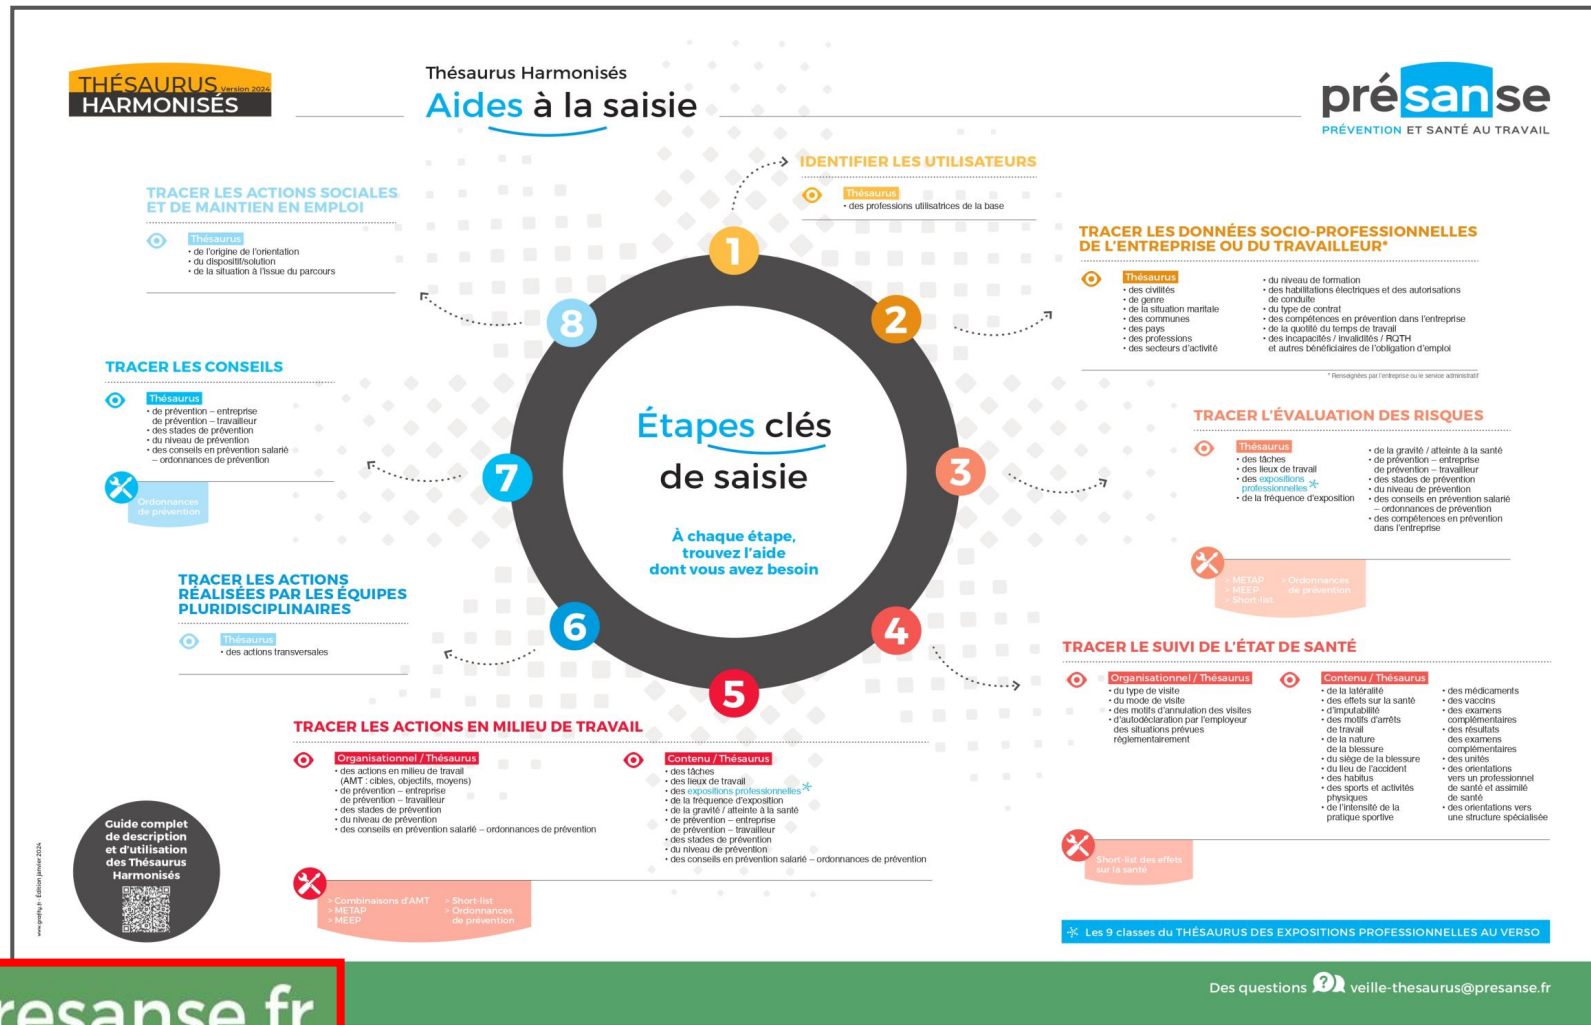 THÉSAURUS Version 2024
HARMONISÉS
Thésaurus Harmonisés
Aides à la saisie
présanse
PRÉVENTION ET SANTÉ AU TRAVAIL
IDENTIFIER LES UTILISATEURS
Thésaurus
• des professions utilisatrices de la base
TRACER LES DONNÉES SOCIO-PROFESSIONNELLES
DE L'ENTREPRISE OU DU TRAVAILLEUR*
Thésaurus
• des civilités
• de genre
• de la situation maritale
• des communes
• des pays
• des professions
• des secteurs d'activité
• du niveau de formation
• des habilitations électriques et des autorisations
de conduite
• du type de contrat
• des compétences en prévention dans l'entreprise
• de la quotité du temps de travail
• des incapacités / invalidités / RQTH
et autres bénéficiaires de l'obligation d'emploi
* Renseignées par l'entreprise ou le service administratif
TRACER L'ÉVALUATION DES RISQUES
Thésaurus
• des tâches
• des lieux de travail
• des expositions
professionnelles *
• de la fréquence d'exposition
• de la gravité / atteinte à la santé
• de prévention – entreprise
de prévention – travailleur
• des stades de prévention
• du niveau de prévention
• des conseils en prévention salarié
– ordonnances de prévention
• des compétences en prévention
dans l'entreprise
> METAP
> MEEP
> Short-list
> Ordonnances
de prévention
TRACER LE SUIVI DE L'ÉTAT DE SANTÉ
Organisationnel / Thésaurus
• du type de visite
• du mode de visite
• des motifs d'annulation des visites
• d'autodéclaration par l'employeur
des situations prévues
réglementairement
Contenu / Thésaurus
• de la latéralité
• des effets sur la santé
• d'imputabilité
• des motifs d'arrêts
de travail
• de la nature
de la blessure
• du siège de la blessure
• du lieu de l'accident
• des habitus
• des sports et activités
physiques
• de l'intensité de la
pratique sportive
• des médicaments
• des vaccins
• des examens
complémentaires
• des résultats
des examens
complémentaires
• des unités
• des orientations
vers un professionnel
de santé et assimilé
de santé
• des orientations vers
une structure spécialisée
Short-list des effets
sur la santé
TRACER LES ACTIONS EN MILIEU DE TRAVAIL
Organisationnel / Thésaurus
• des actions en milieu de travail
(AMT : cibles, objectifs, moyens)
• de prévention – entreprise
de prévention – travailleur
• des stades de prévention
• du niveau de prévention
• des conseils en prévention salarié – ordonnances de prévention
Contenu / Thésaurus
• des tâches
• des lieux de travail
• des expositions professionnelles *
• de la fréquence d'exposition
• de la gravité / atteinte à la santé
• de prévention – entreprise
de prévention – travailleur
• des stades de prévention
• du niveau de prévention
• des conseils en prévention salarié – ordonnances de prévention
> Combinaisons d'AMT
> METAP
> MEEP
> Short-list
> Ordonnances
de prévention
TRACER LES ACTIONS
RÉALISÉES PAR LES ÉQUIPES
PLURIDISCIPLINAIRES
Thésaurus
• des actions transversales
TRACER LES CONSEILS
Thésaurus
• de prévention – entreprise
de prévention – travailleur
• des stades de prévention
• du niveau de prévention
• des conseils en prévention salarié
– ordonnances de prévention
Ordonnances
de prévention
TRACER LES ACTIONS SOCIALES
ET DE MAINTIEN EN EMPLOI
Thésaurus
• de l'origine de l'orientation
• du dispositif/solution
• de la situation à l'issue du parcours
1
2
3
4
5
6
7
8
Étapes clés
de saisie
À chaque étape,
trouvez l'aide
dont vous avez besoin
Guide complet
de description
et d'utilisation
des Thésaurus
Harmonisés
www.grafity.fr - Édition janvier 2024
* Les 9 classes du THÉSAURUS DES EXPOSITIONS PROFESSIONNELLES AU VERSO
Des questions ? veille-thesaurus@presanse.fr
resanse.fr